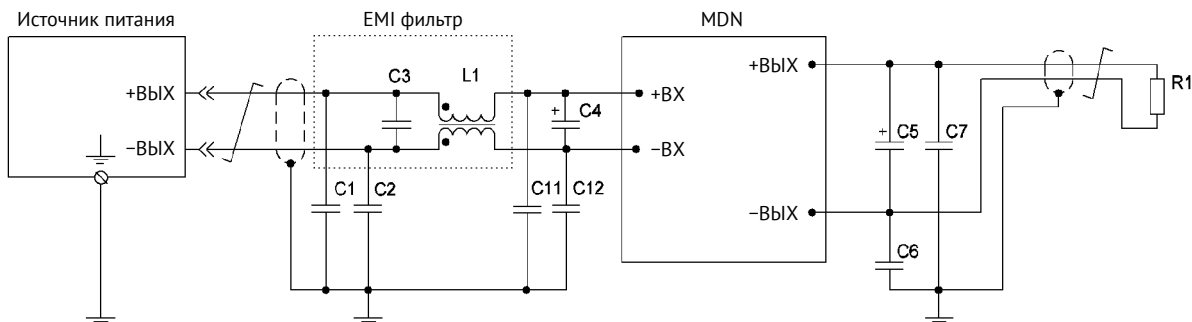 Источник питания
EMI фильтр
MDN
+ВЫХ
−ВЫХ
C3
L1
+
C4
C1
C2
C11
C12
+ВХ
−ВХ
+ВЫХ
−ВЫХ
+
C5
C7
C6
R1